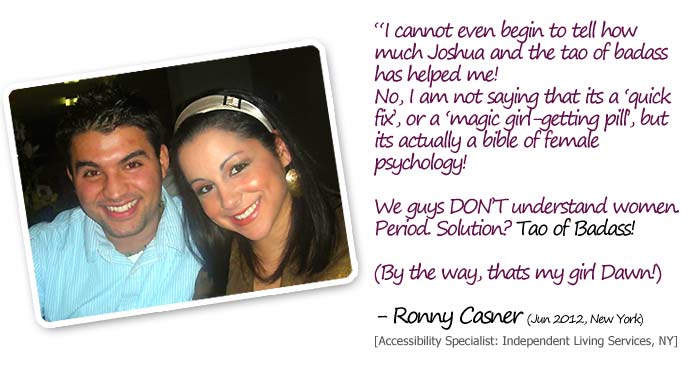 “I cannot even begin to tell how
much Joshua and the tao of badass
has helped me!
No, I am not saying that its a ‘quick
fix’, or a ‘magic girl-getting pill’, but
its actually a bible of female
psychology!
We guys DON'T understand women.
Period. Solution? Tao of Badass!
(By the way, thats my girl Dawn!)
- Ronny Casner (Jun 2012, New York)
[Accessibility Specialist: Independent Living Services, NY]